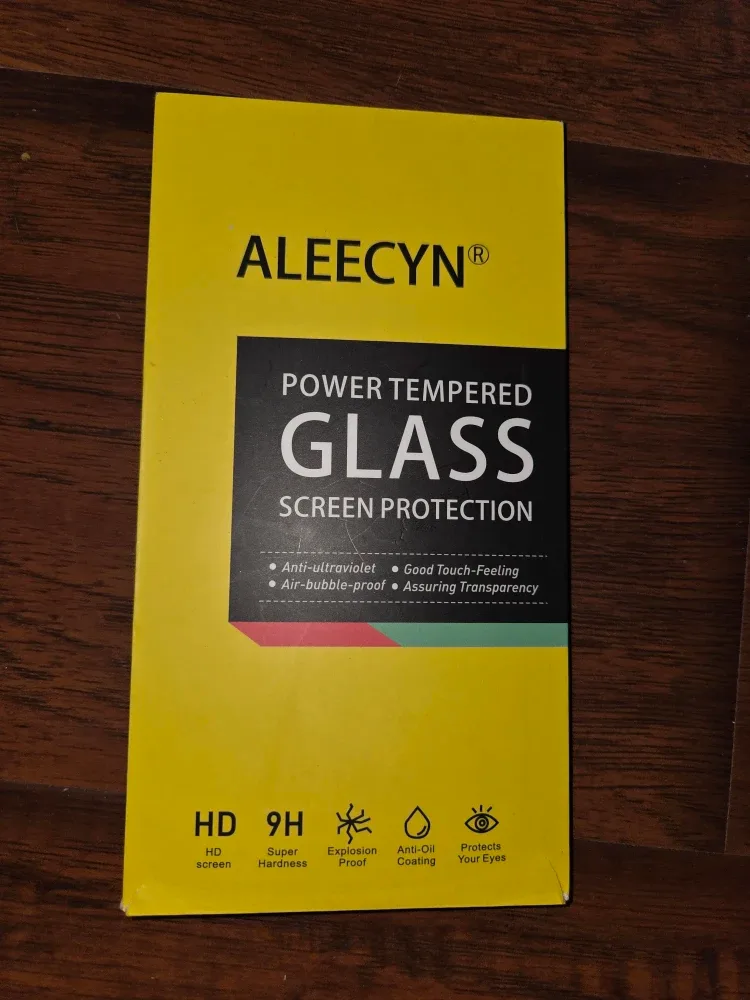 ALEECYN®
POWER TEMPERED
GLASS
SCREEN PROTECTION
• Anti-ultraviolet • Good Touch-Feeling
• Air-bubble-proof • Assuring Transparency
HD 9H
HD screen
Super Hardness
Explosion Proof
Anti-Oil Coating
Protects Your Eyes